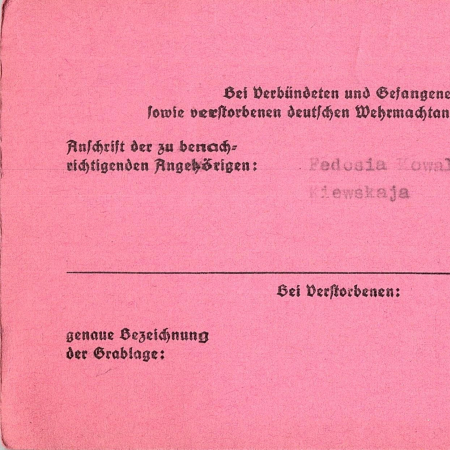 Bei Verbündeten und Gefangene
sowie verstorbenen deutschen Wehrmachtan
Anschrift der zu benach-
richtigenden Angehörigen:
Fedosia Kowal
Kiewskaja
Bei Verstorbenen:
genaue Bezeichnung
der Grablage: